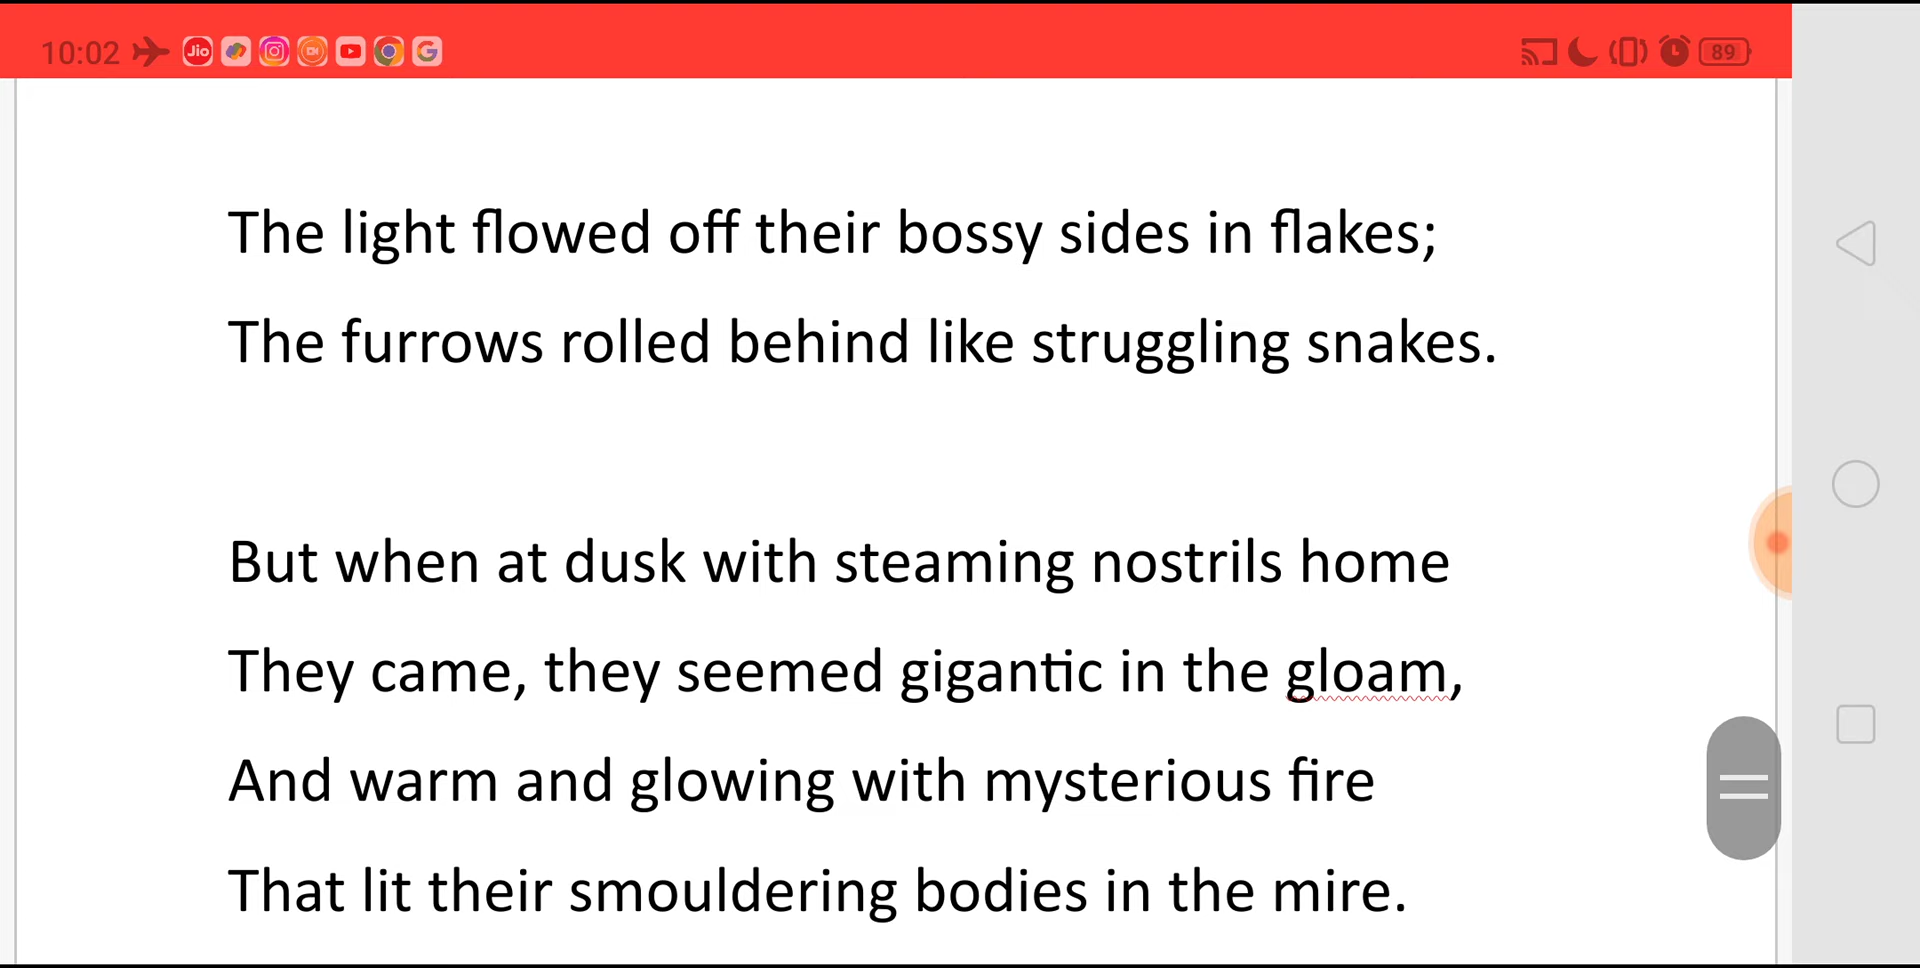 10:02 Jio 89
The light flowed off their bossy sides in flakes;
The furrows rolled behind like struggling snakes.
But when at dusk with steaming nostrils home
They came, they seemed gigantic in the gloam,
And warm and glowing with mysterious fire
That lit their smouldering bodies in the mire.